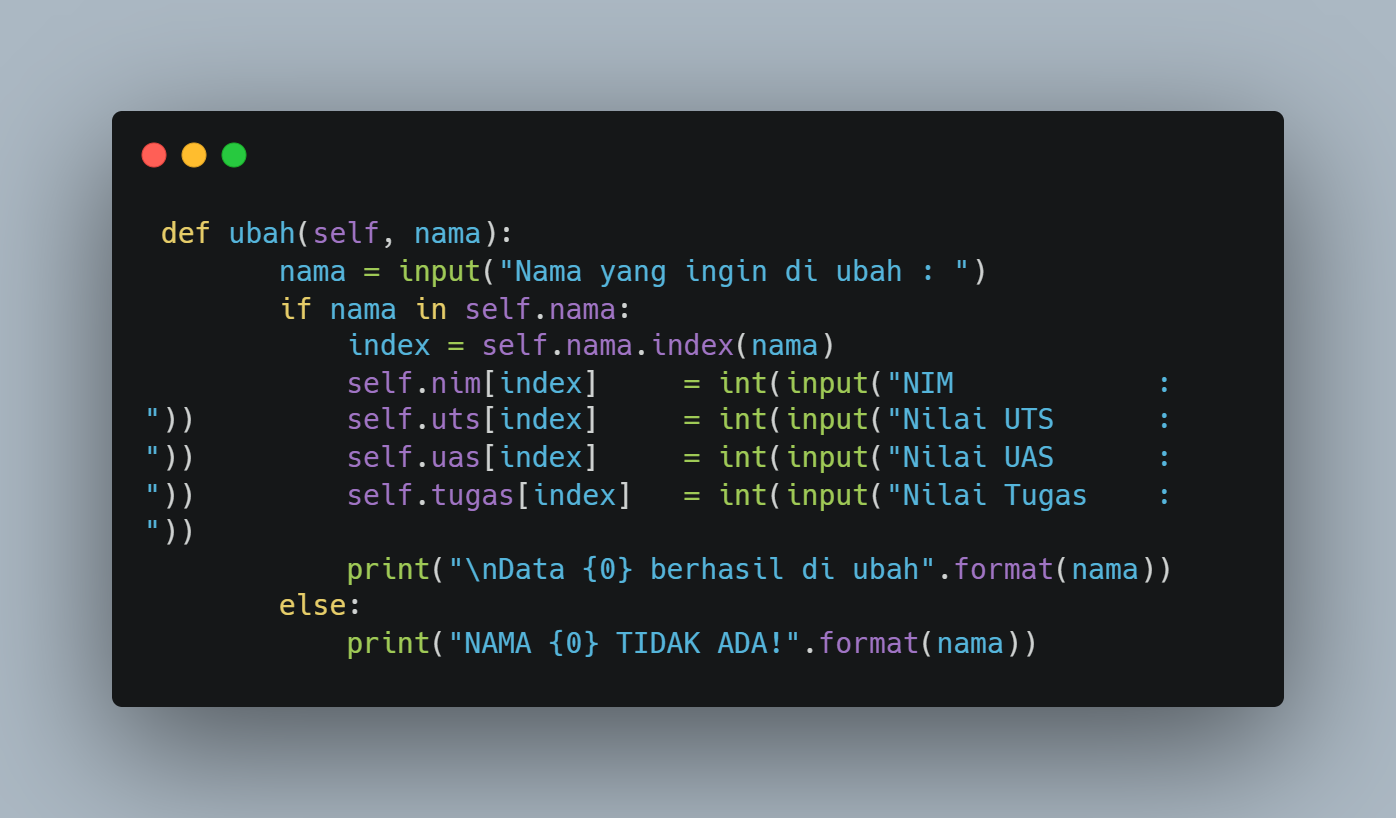 def ubah(self, nama):
        nama = input("Nama yang ingin di ubah : ")
        if nama in self.nama:
            index = self.nama.index(nama)
            self.nim[index]     = int(input("NIM            :
"))         self.uts[index]     = int(input("Nilai UTS      :
"))         self.uas[index]     = int(input("Nilai UAS      :
"))         self.tugas[index]   = int(input("Nilai Tugas    :
"))
            print("\nData {0} berhasil di ubah".format(nama))
        else:
            print("NAMA {0} TIDAK ADA!".format(nama))